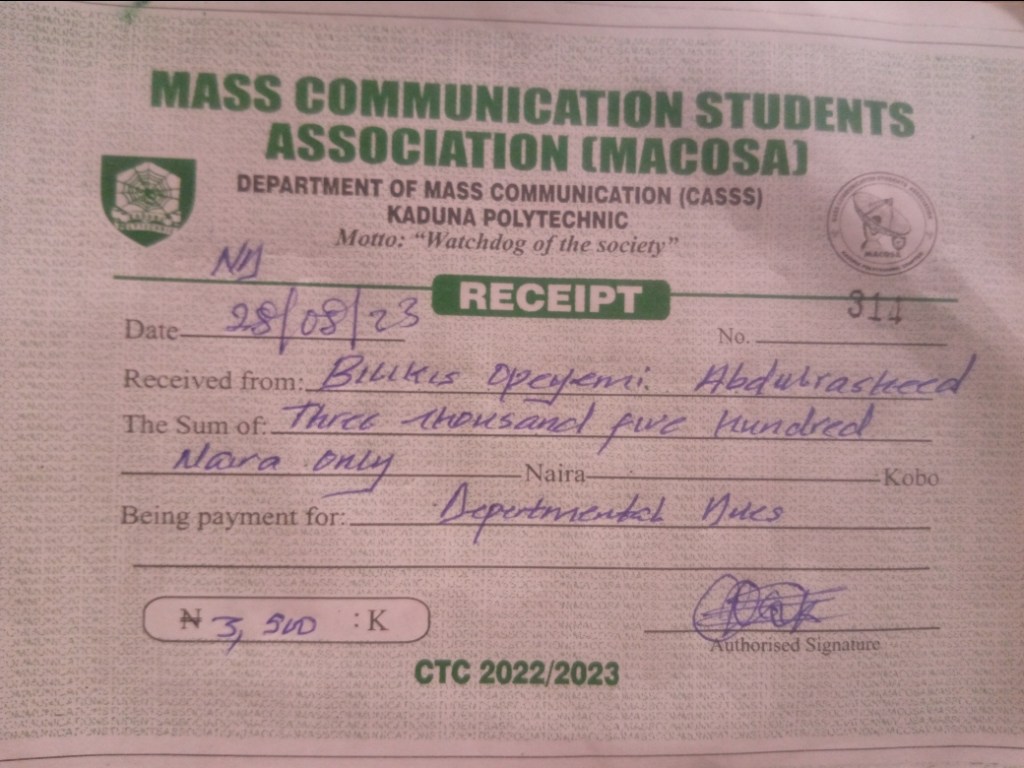 MASS COMMUNICATION STUDENTS
ASSOCIATION (MACOSA)
DEPARTMENT OF MASS COMMUNICATION (CASSS)
KADUNA POLYTECHNIC
Motto: “Watchdog of the society”
MACOSA
RECEIPT
Date 28/08/23
No. 314
Received from: Bilikis Opeyemi. Abdulrasheed
The Sum of: Three thousand five Hundred
Naira only Naira Kobo
Being payment for: Departmental Dues
₦ 3,500 : K
Authorised Signature
CTC 2022/2023